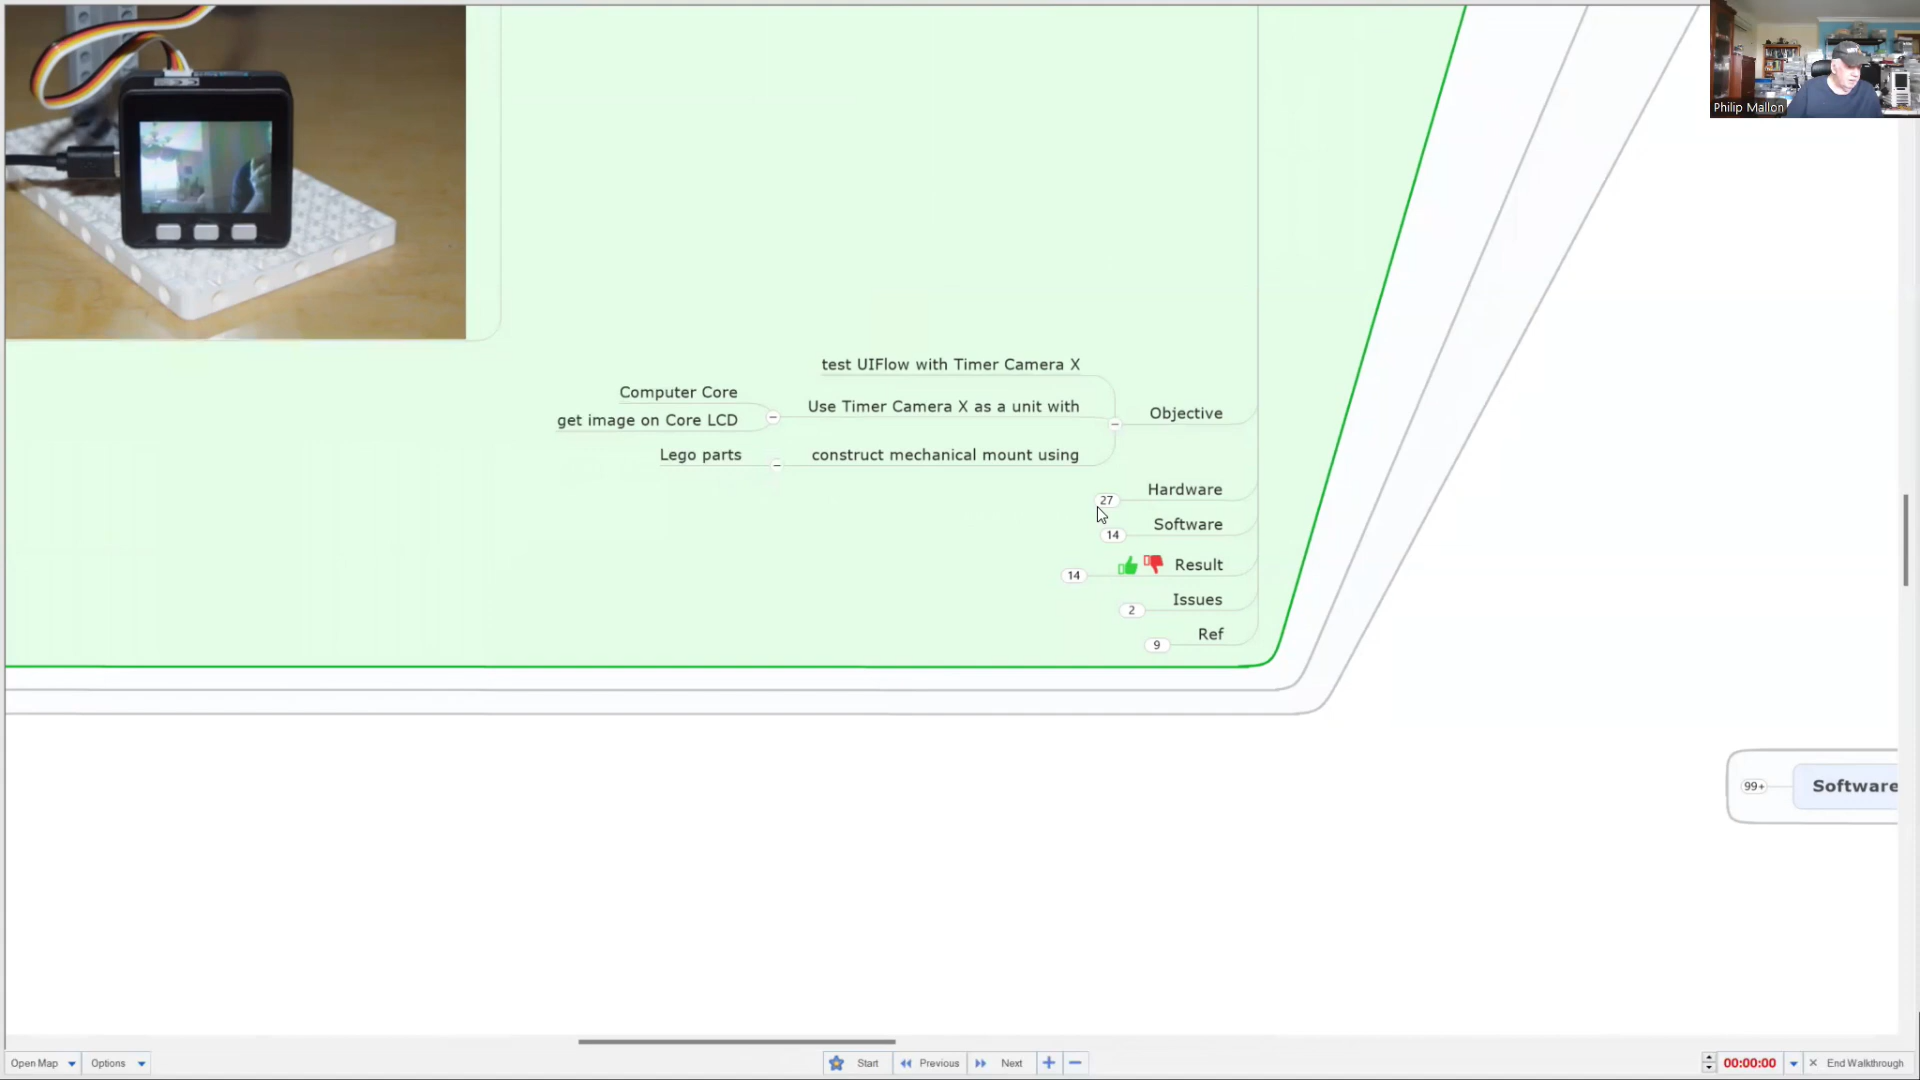 Philip Mallon
test UIFlow with Timer Camera X
Computer Core
Use Timer Camera X as a unit with
Objective
get image on Core LCD
Lego parts
construct mechanical mount using
Hardware
27
Software
14
Result
14
Issues
2
Ref
9
99+
Software
Open Map
Options
Start
Previous
Next
00:00:00
End Walkthrough